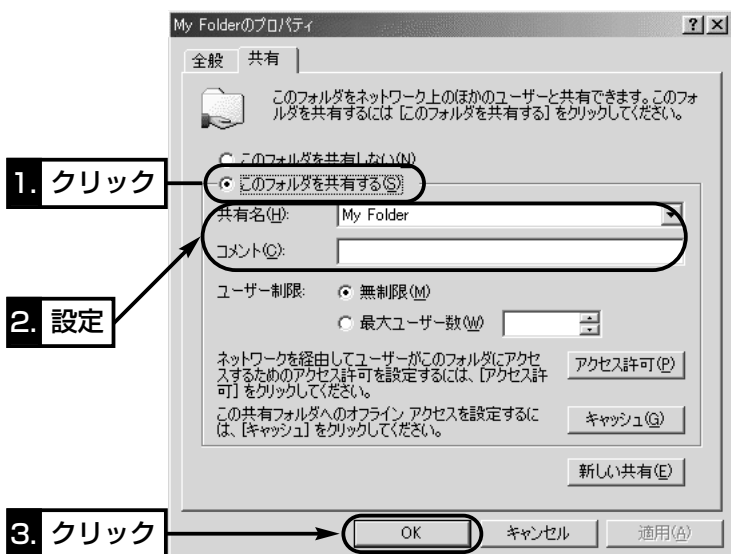 My Folderのプロパティ
全般 共有
このフォルダをネットワーク上のほかのユーザーと共有できます。このフォ
ルダを共有するには [このフォルダを共有する] をクリックしてください。
このフォルダを共有しない(N)
1. クリック
このフォルダを共有する(S)
共有名(H): My Folder
コメント(C):
2. 設定
ユーザー制限: 無制限(M)
最大ユーザー数(W)
ネットワークを経由してユーザーがこのフォルダにアクセ
スするためのアクセス許可を設定するには、[アクセス許
可] をクリックしてください。
アクセス許可(P)
この共有フォルダへのオフライン アクセスを設定するに
は、[キャッシュ] をクリックしてください。
キャッシュ(G)
新しい共有(E)
3. クリック
OK キャンセル 適用(A)